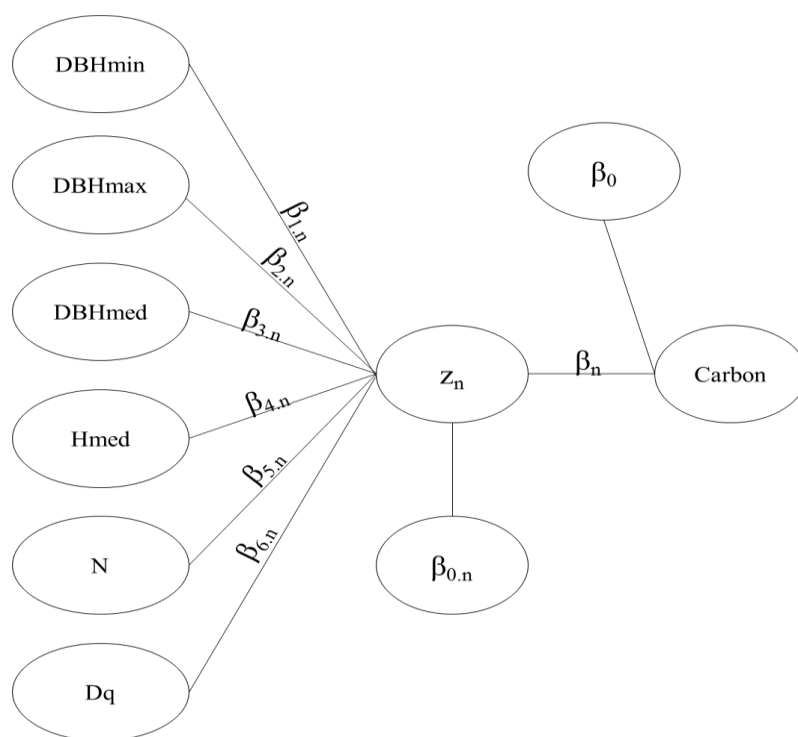 DBHmin
DBHmax
DBHmed
Hmed
N
Dq
β₁.ₙ
β₂.ₙ
β₃.ₙ
β₄.ₙ
β₅.ₙ
β₆.ₙ
zₙ
β₀.ₙ
βₙ
β₀
Carbon